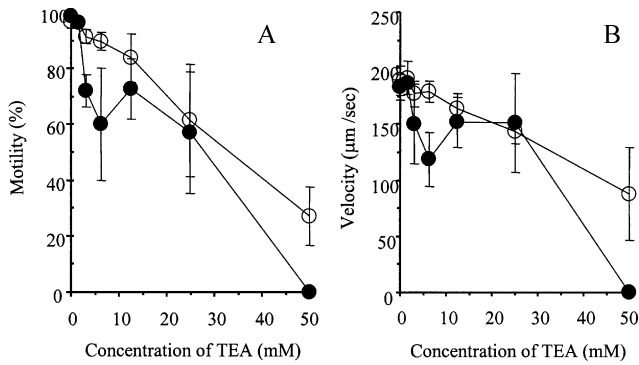 A
100
80
60
40
20
0
Motility (%)
0 10 20 30 40 50
Concentration of TEA (mM)
B
250
200
150
100
50
0
Velocity (µm /sec)
0 10 20 30 40 50
Concentration of TEA (mM)